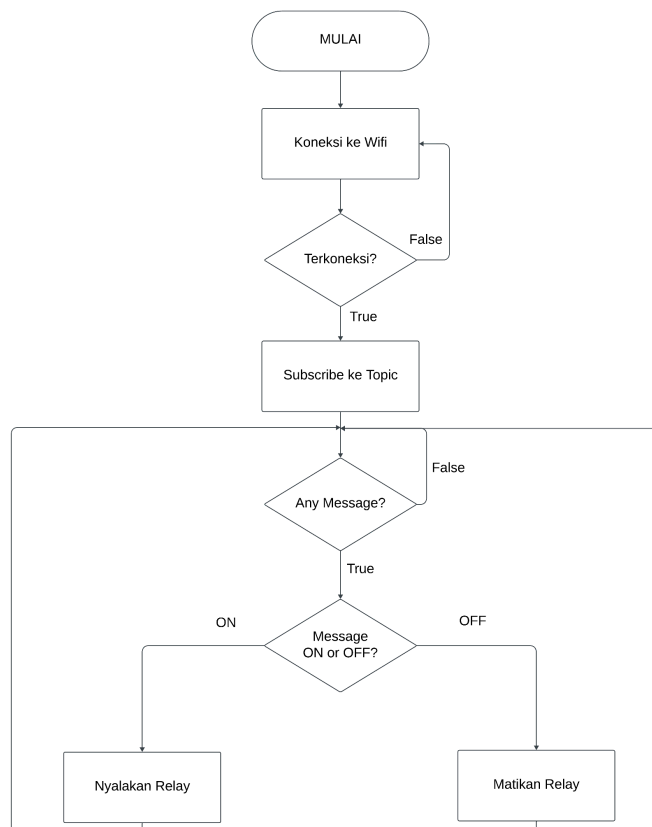 MULAI
Koneksi ke Wifi
False
Terkoneksi?
True
Subscribe ke Topic
False
Any Message?
True
ON
OFF
Message
ON or OFF?
Nyalakan Relay
Matikan Relay